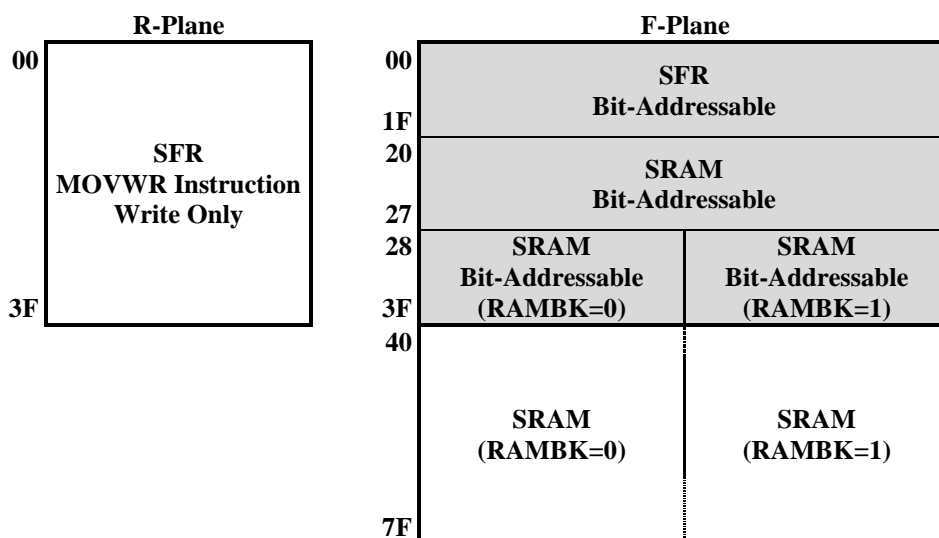 R-Plane
00
SFR
MOVWR Instruction
Write Only
3F
F-Plane
00
SFR
Bit-Addressable
1F
20
SRAM
Bit-Addressable
27
28
SRAM
Bit-Addressable
(RAMBK=0)
SRAM
Bit-Addressable
(RAMBK=1)
3F
40
SRAM
(RAMBK=0)
SRAM
(RAMBK=1)
7F